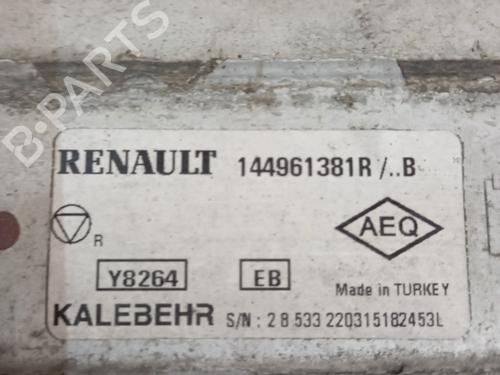 B-PARTS
RENAULT 144961381R /..B
R
AEQ
Y8264 EB
Made in TURKEY
KALEBEHR S/N : 2 8 533 220315182453L